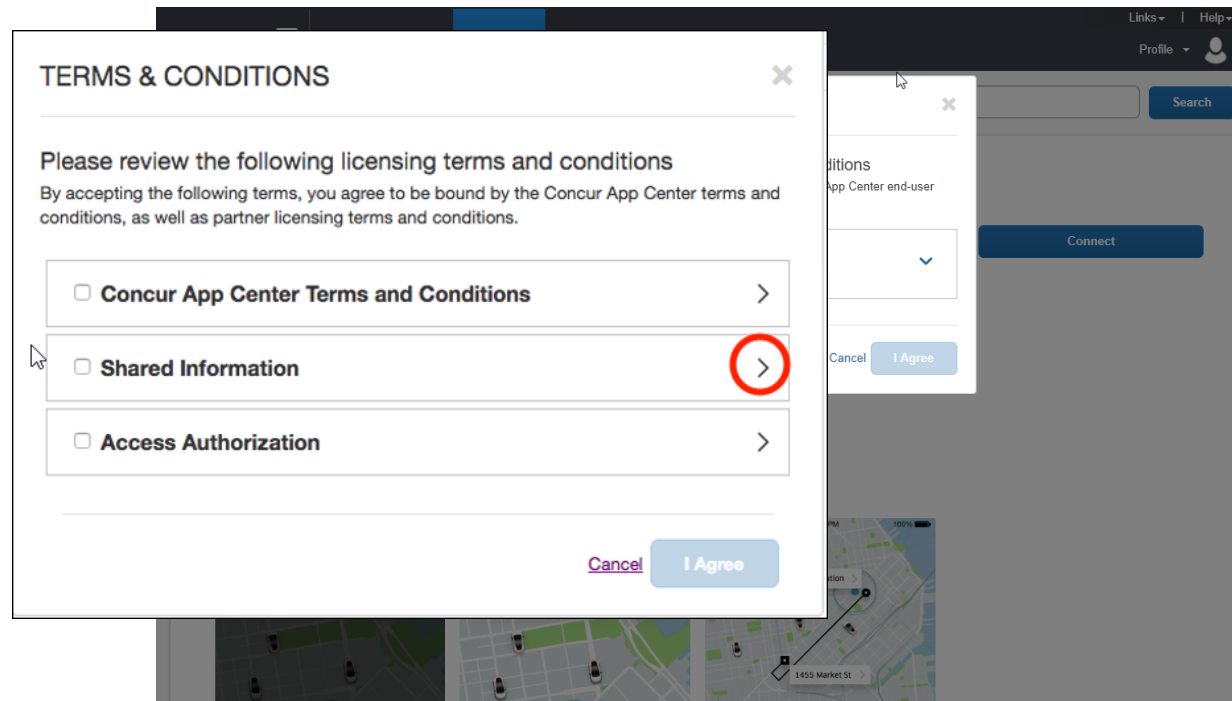 Links
|
Help
Profile
Search
TERMS & CONDITIONS
Please review the following licensing terms and conditions
By accepting the following terms, you agree to be bound by the Concur App Center terms and
conditions, as well as partner licensing terms and conditions.
Concur App Center Terms and Conditions
Shared Information
Access Authorization
Cancel
I Agree
ditions
App Center end-user
Connect
Cancel
I Agree
PM
100%
ation
1455 Market St